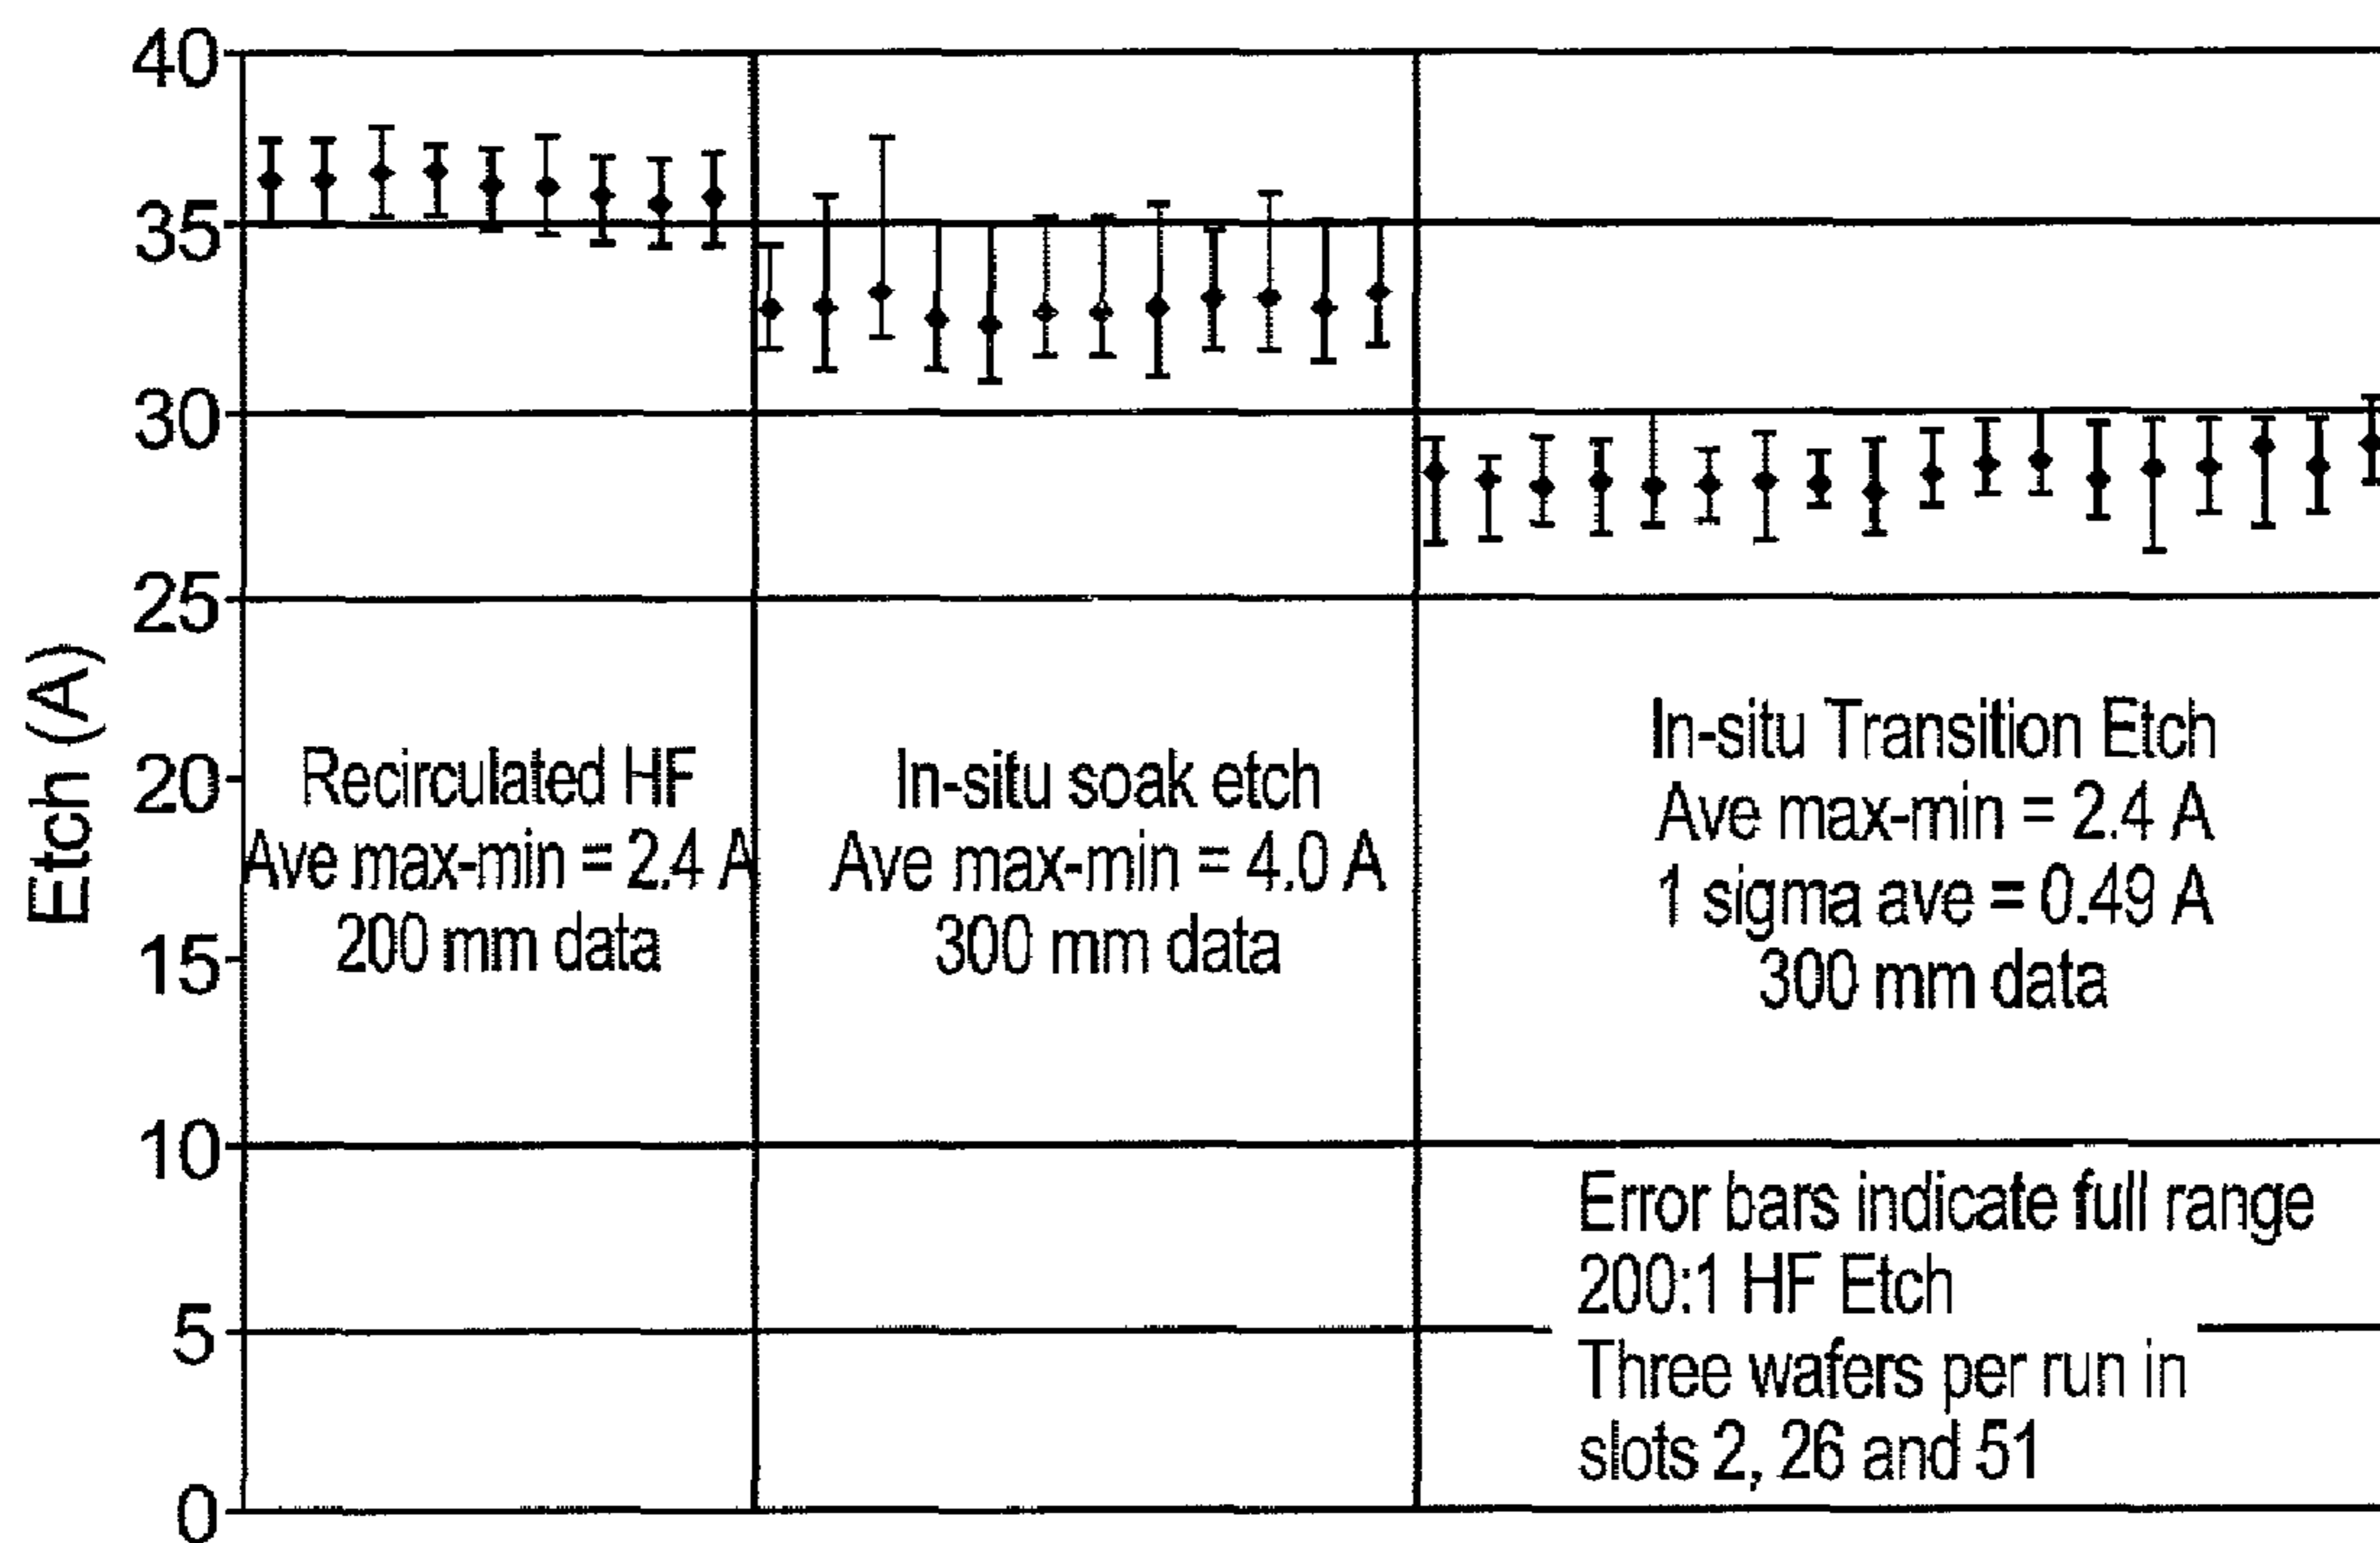 40
35
30
25
20
15
10
5
0
Etch (A)
Recirculated HF
Ave max-min = 2.4 A
200 mm data
In-situ soak etch
Ave max-min = 4.0 A
300 mm data
In-situ Transition Etch
Ave max-min = 2.4 A
1 sigma ave = 0.49 A
300 mm data
Error bars indicate full range
200:1 HF Etch
Three wafers per run in
slots 2, 26 and 51